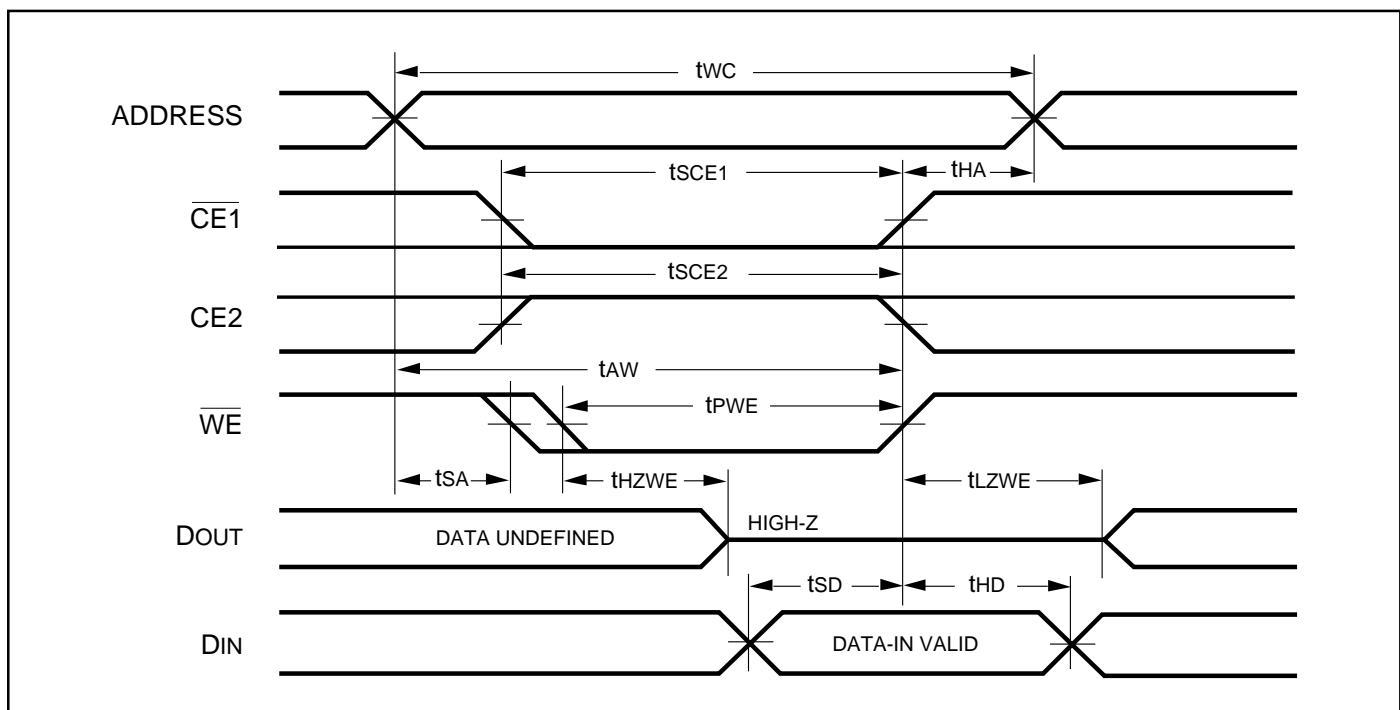 tWC
ADDRESS
tSCE1
tHA
CE1
tSCE2
CE2
tAW
WE
tPWE
tSA
tHZWE
tLZWE
DOUT
DATA UNDEFINED
HIGH-Z
tSD
tHD
DIN
DATA-IN VALID